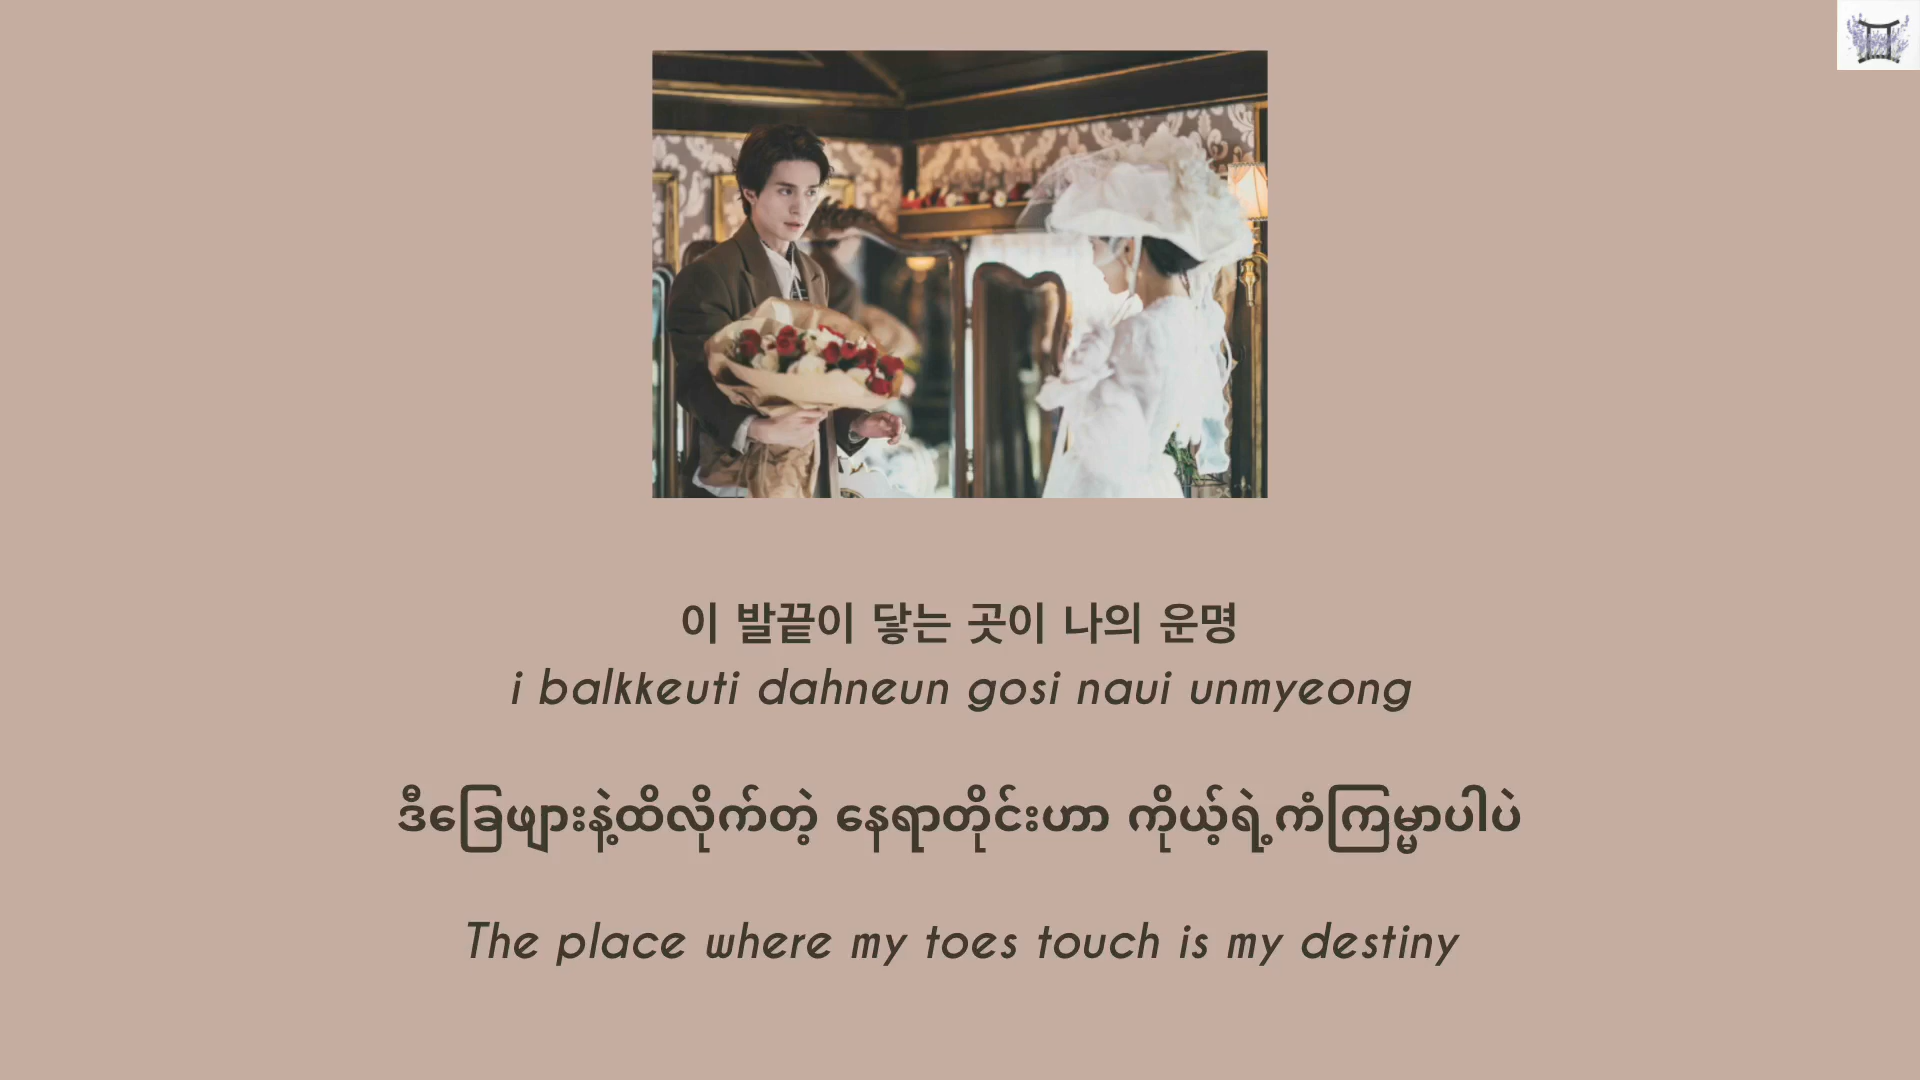 이 발끝이 닿는 곳이 나의 운명
i balkkeuti dahneun gosi naui unmyeong
ဒီခြေဖျားနဲ့ထိလိုက်တဲ့ နေရာတိုင်းဟာ ကိုယ့်ရဲ့ကံကြမ္မာပါပဲ
The place where my toes touch is my destiny